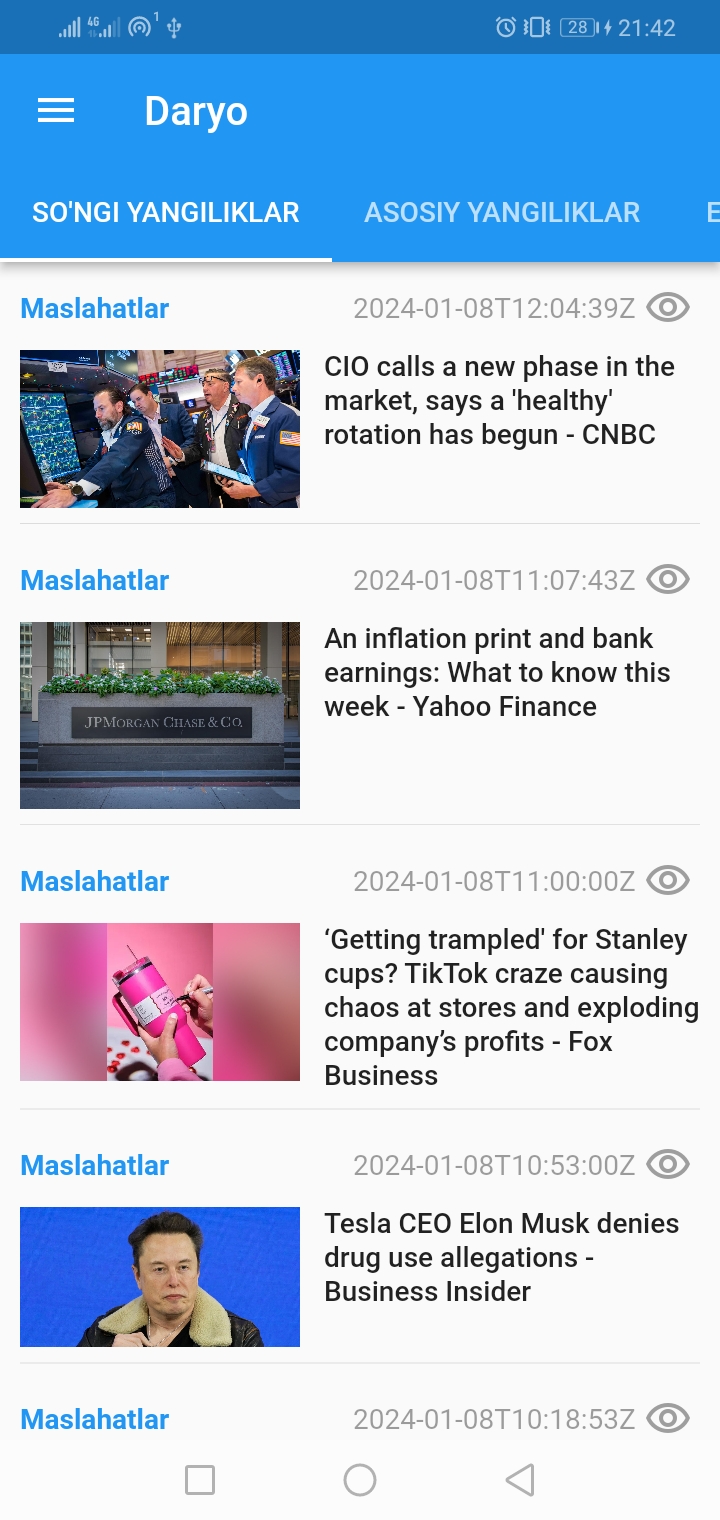 4G 1 28 21:42
Daryo
SO'NGI YANGILIKLAR ASOSIY YANGILIKLAR E
Maslahatlar 2024-01-08T12:04:39Z
CIO calls a new phase in the
market, says a 'healthy'
rotation has begun - CNBC
Maslahatlar 2024-01-08T11:07:43Z
JPMORGAN CHASE & CO.
An inflation print and bank
earnings: What to know this
week - Yahoo Finance
Maslahatlar 2024-01-08T11:00:00Z
‘Getting trampled' for Stanley
cups? TikTok craze causing
chaos at stores and exploding
company’s profits - Fox
Business
Maslahatlar 2024-01-08T10:53:00Z
Tesla CEO Elon Musk denies
drug use allegations -
Business Insider
Maslahatlar 2024-01-08T10:18:53Z